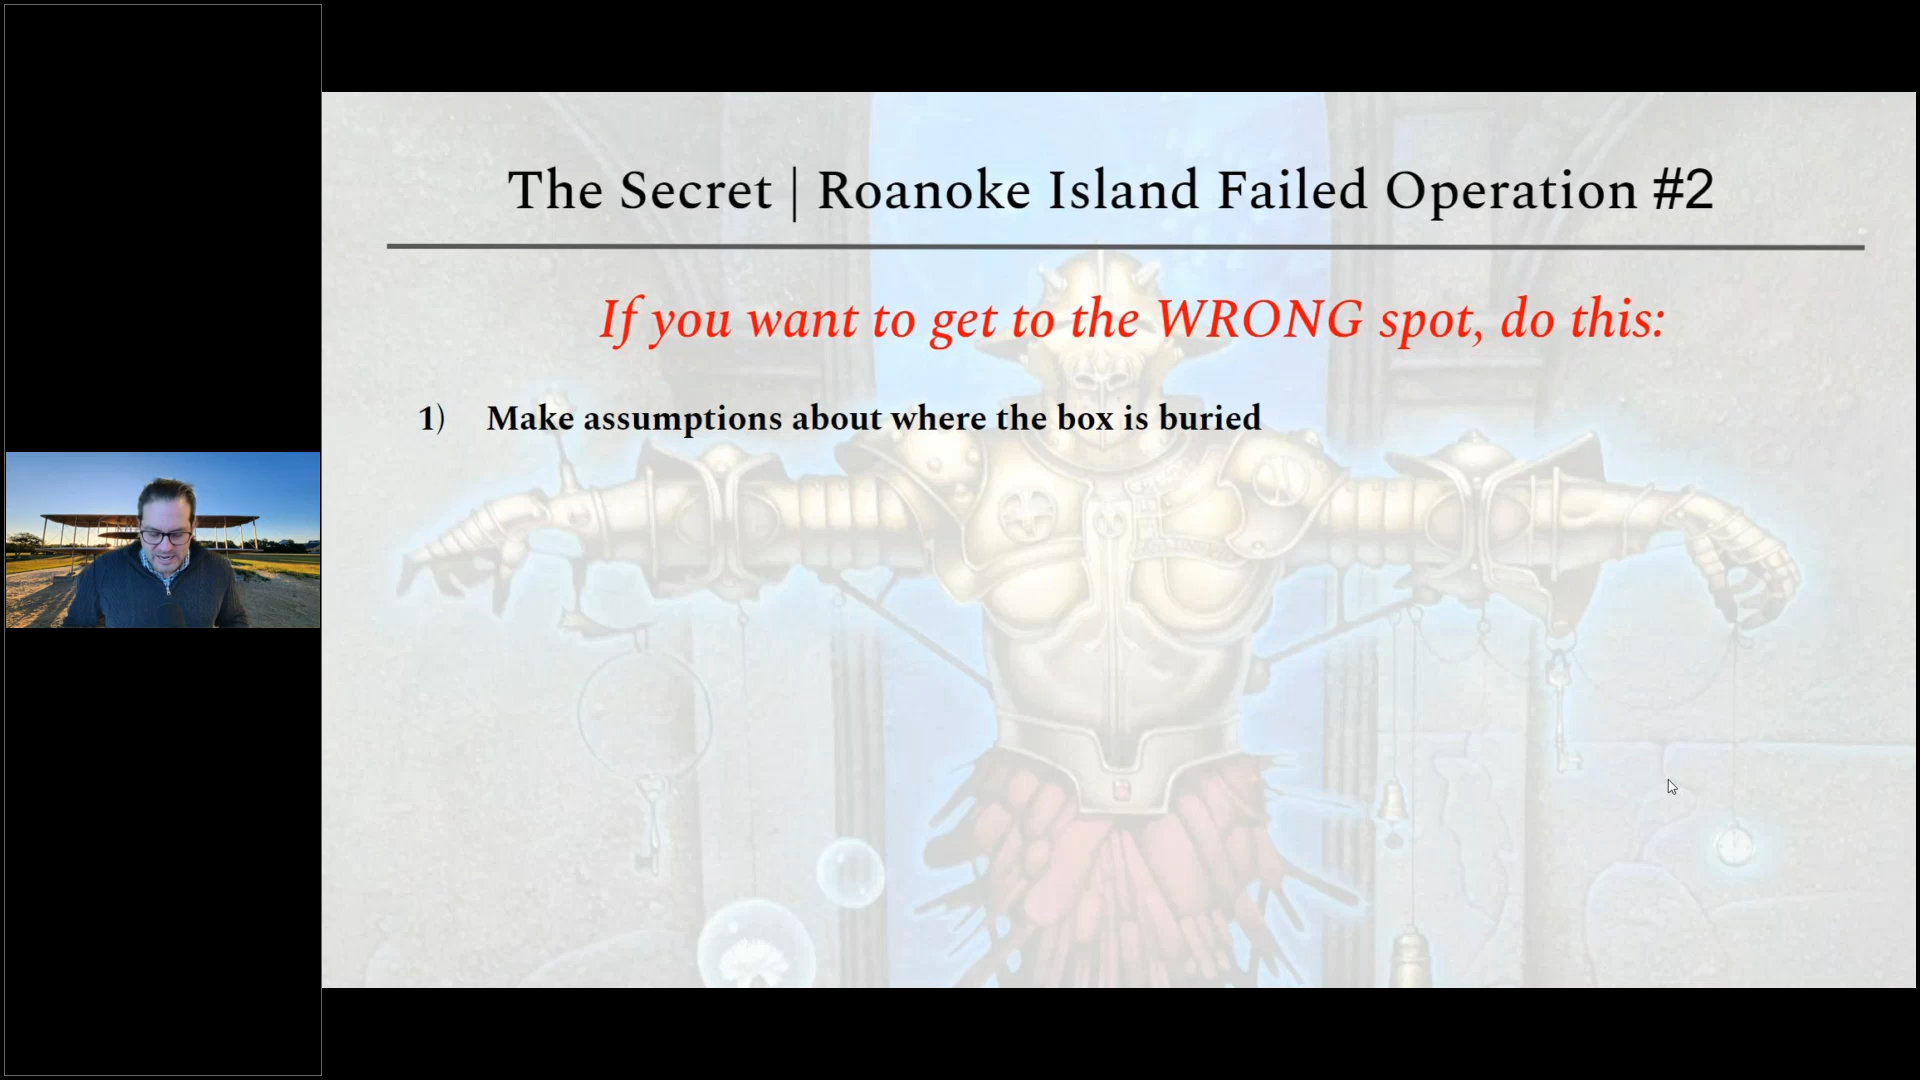 The Secret | Roanoke Island Failed Operation #2
If you want to get to the WRONG spot, do this:
1) Make assumptions about where the box is buried